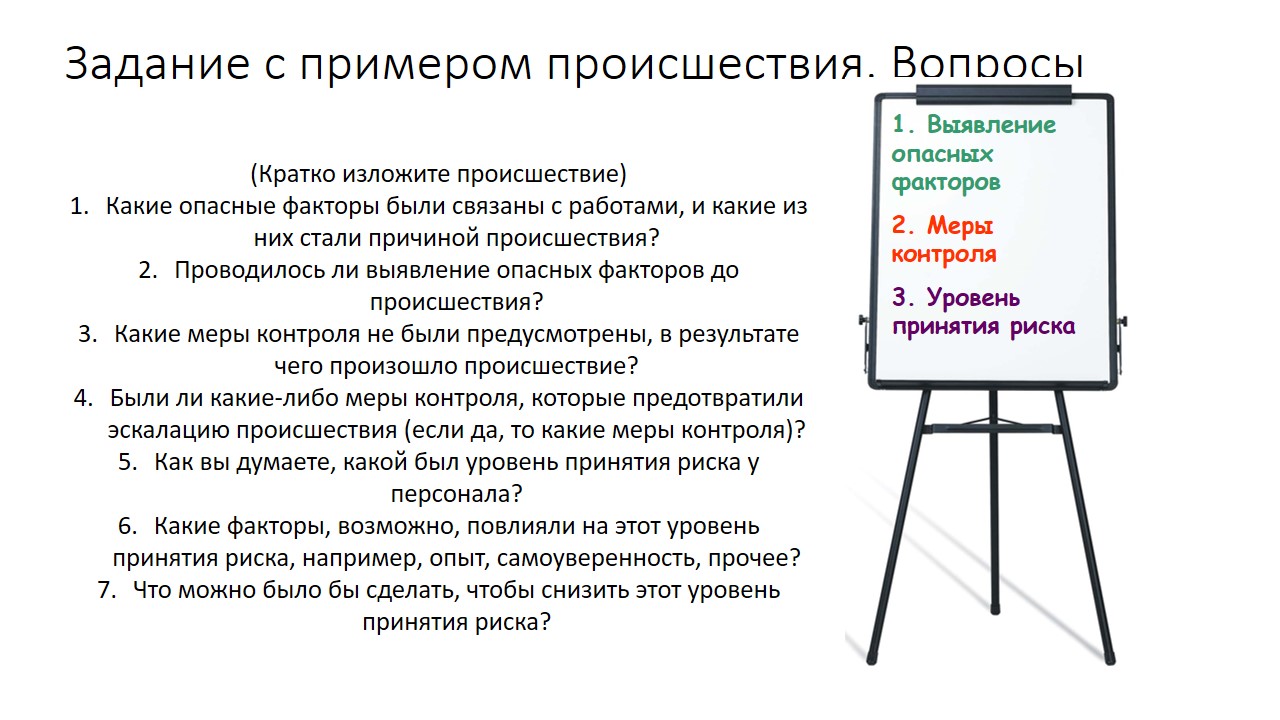 Задание с примером происшествия. Вопросы
(Кратко изложите происшествие)
1. Какие опасные факторы были связаны с работами, и какие из
них стали причиной происшествия?
2. Проводилось ли выявление опасных факторов до
происшествия?
3. Какие меры контроля не были предусмотрены, в результате
чего произошло происшествие?
4. Были ли какие-либо меры контроля, которые предотвратили
эскалацию происшествия (если да, то какие меры контроля)?
5. Как вы думаете, какой был уровень принятия риска у
персонала?
6. Какие факторы, возможно, повлияли на этот уровень
принятия риска, например, опыт, самоуверенность, прочее?
7. Что можно было бы сделать, чтобы снизить этот уровень
принятия риска?
1. Выявление
опасных
факторов
2. Меры
контроля
3. Уровень
принятия риска